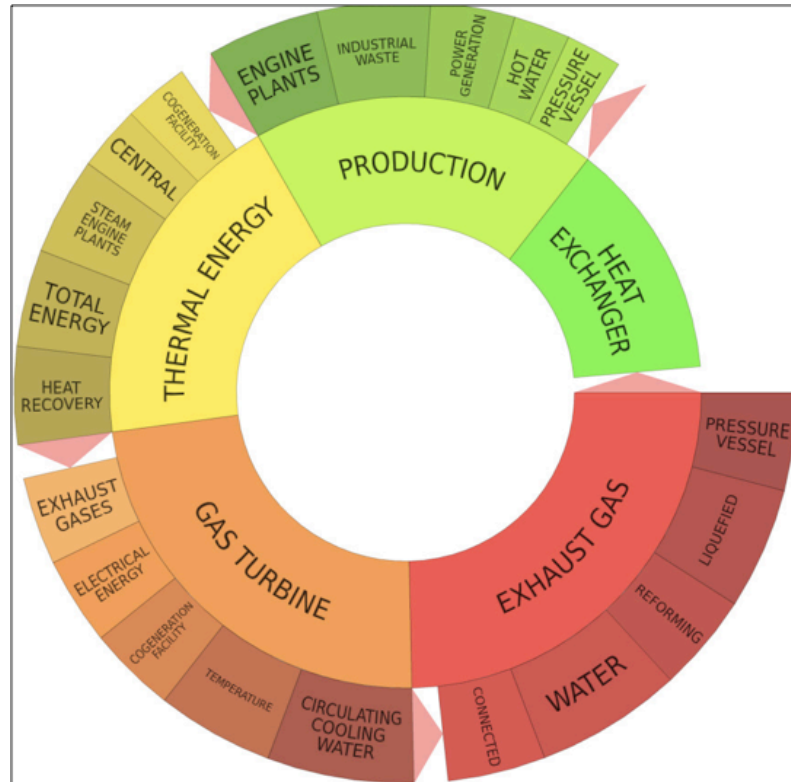 ENGINE
PLANTS
INDUSTRIAL
WASTE
POWER
GENERATION
HOT
WATER
PRESSURE
VESSEL
PRODUCTION
COGENERATION
FACILITY
CENTRAL
STEAM
ENGINE
PLANTS
TOTAL
ENERGY
HEAT
RECOVERY
THERMAL ENERGY
HEAT
EXCHANGER
EXHAUST
GASES
ELECTRICAL
ENERGY
COGENERATION
FACILITY
TEMPERATURE
CIRCULATING
COOLING
WATER
GAS TURBINE
EXHAUST GAS
PRESSURE
VESSEL
LIQUEFIED
REFORMING
WATER
CONNECTED